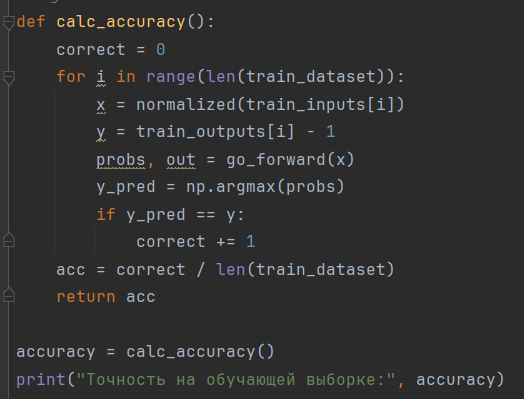 def calc_accuracy():
    correct = 0
    for i in range(len(train_dataset)):
        x = normalized(train_inputs[i])
        y = train_outputs[i] - 1
        probs, out = go_forward(x)
        y_pred = np.argmax(probs)
        if y_pred == y:
            correct += 1
    acc = correct / len(train_dataset)
    return acc

accuracy = calc_accuracy()
print("Точность на обучающей выборке:", accuracy)